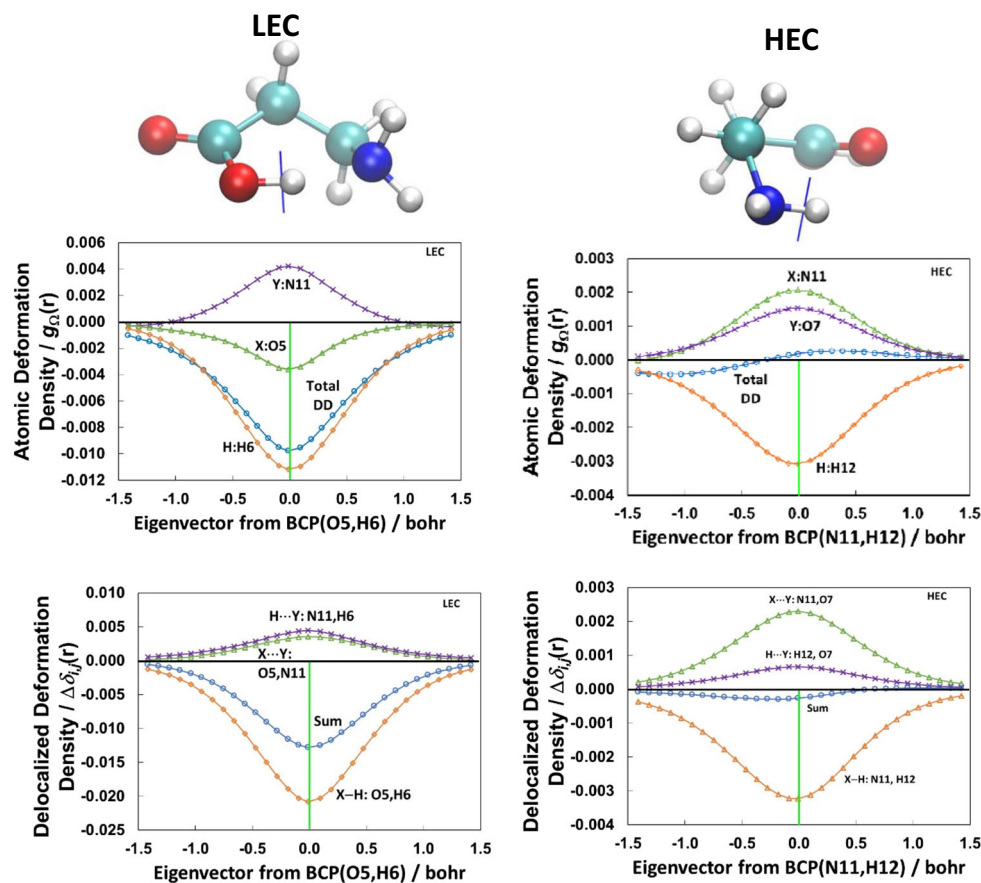 LEC
HEC
0.006
0.004
0.002
0.000
-0.002
-0.004
-0.006
-0.008
-0.010
-0.012
-1.5 -1.0 -0.5 0.0 0.5 1.0 1.5
Atomic Deformation
Density / gΩ(r)
Eigenvector from BCP(O5,H6) / bohr
LEC
Y:N11
X:O5
Total
DD
H:H6
0.003
0.002
0.001
0.000
-0.001
-0.002
-0.003
-0.004
-1.5 -1.0 -0.5 0.0 0.5 1.0 1.5
Atomic Deformation
Density / gΩ(r)
Eigenvector from BCP(N11,H12) / bohr
HEC
X:N11
Y:O7
Total
DD
H:H12
0.010
0.005
0.000
-0.005
-0.010
-0.015
-0.020
-0.025
-1.5 -1.0 -0.5 0.0 0.5 1.0 1.5
Delocalized Deformation
Density / Δδi,j(r)
Eigenvector from BCP(O5,H6) / bohr
LEC
H···Y: N11,H6
X···Y:
O5,N11
Sum
X–H: O5,H6
0.003
0.002
0.001
0.000
-0.001
-0.002
-0.003
-0.004
-1.5 -1.0 -0.5 0.0 0.5 1.0 1.5
Delocalized Deformation
Density / Δδi,j(r)
Eigenvector from BCP(N11,H12) / bohr
HEC
X···Y: N11,O7
H···Y: H12, O7
Sum
X–H: N11, H12